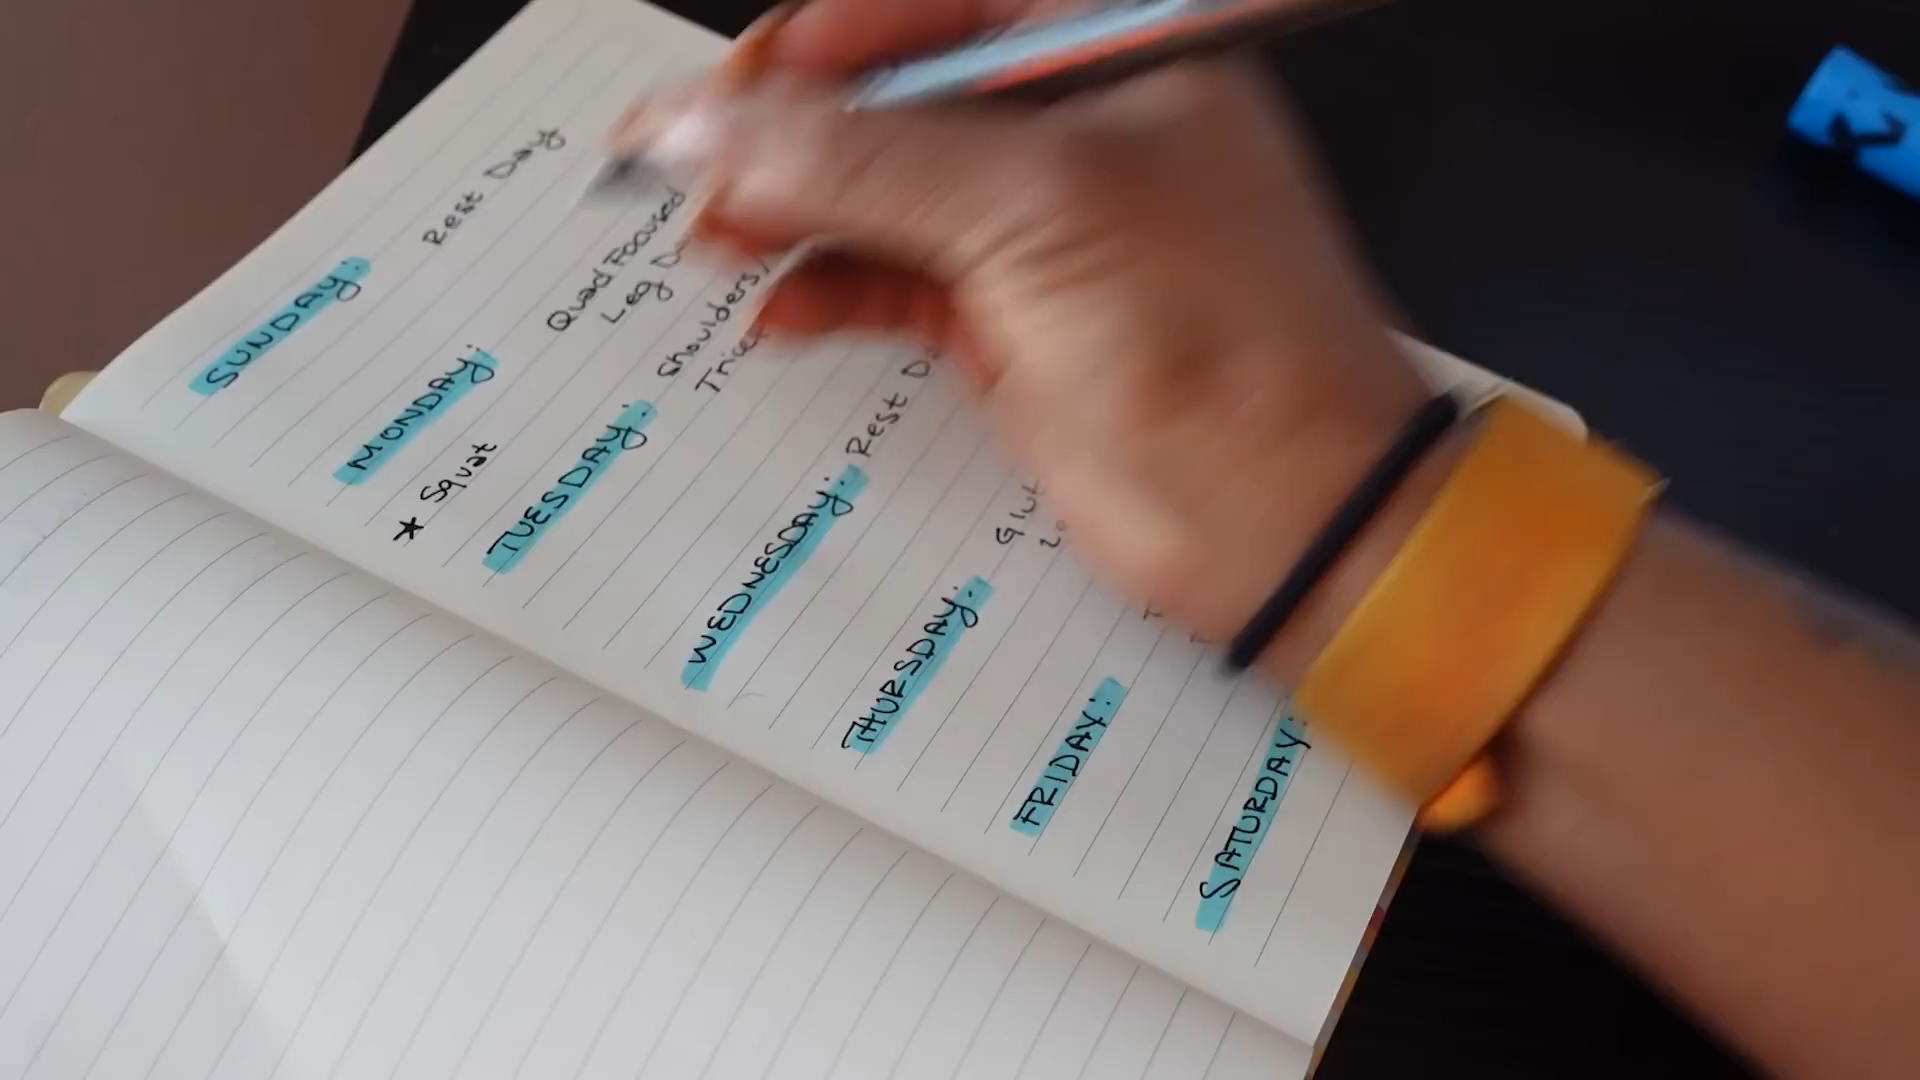 SUNDAY: Rest Day
MONDAY: Quad Focused
Leg
★ Squat
TUESDAY: Shoulders/
WEDNESDAY: Rest
THURSDAY:
FRIDAY:
SATURDAY: